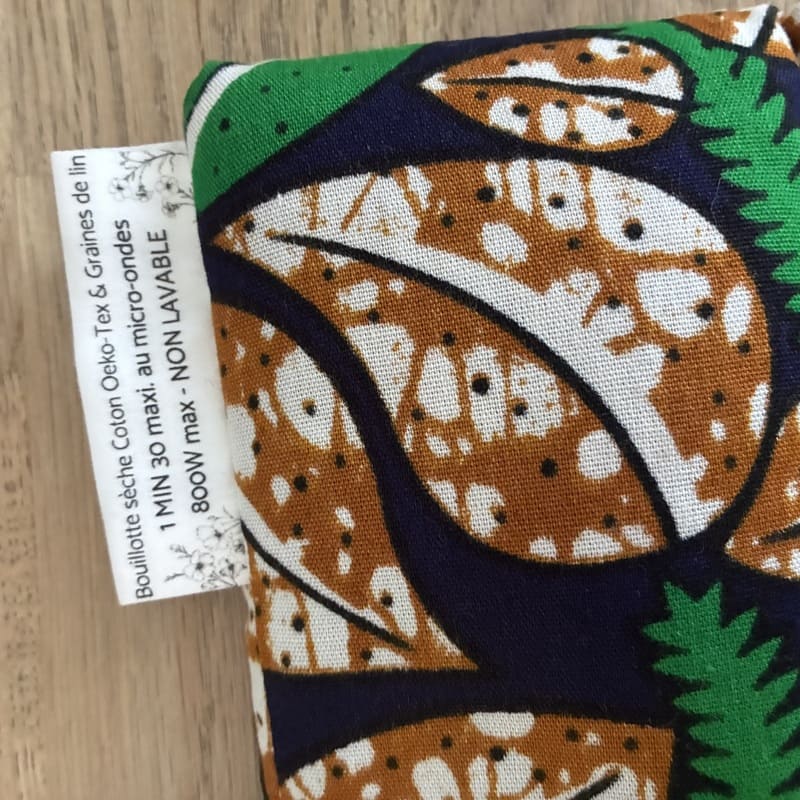 Bouillotte sèche Coton Oeko-Tex & Graines de lin
1 MIN 30 maxi. au micro-ondes
800W max - NON LAVABLE